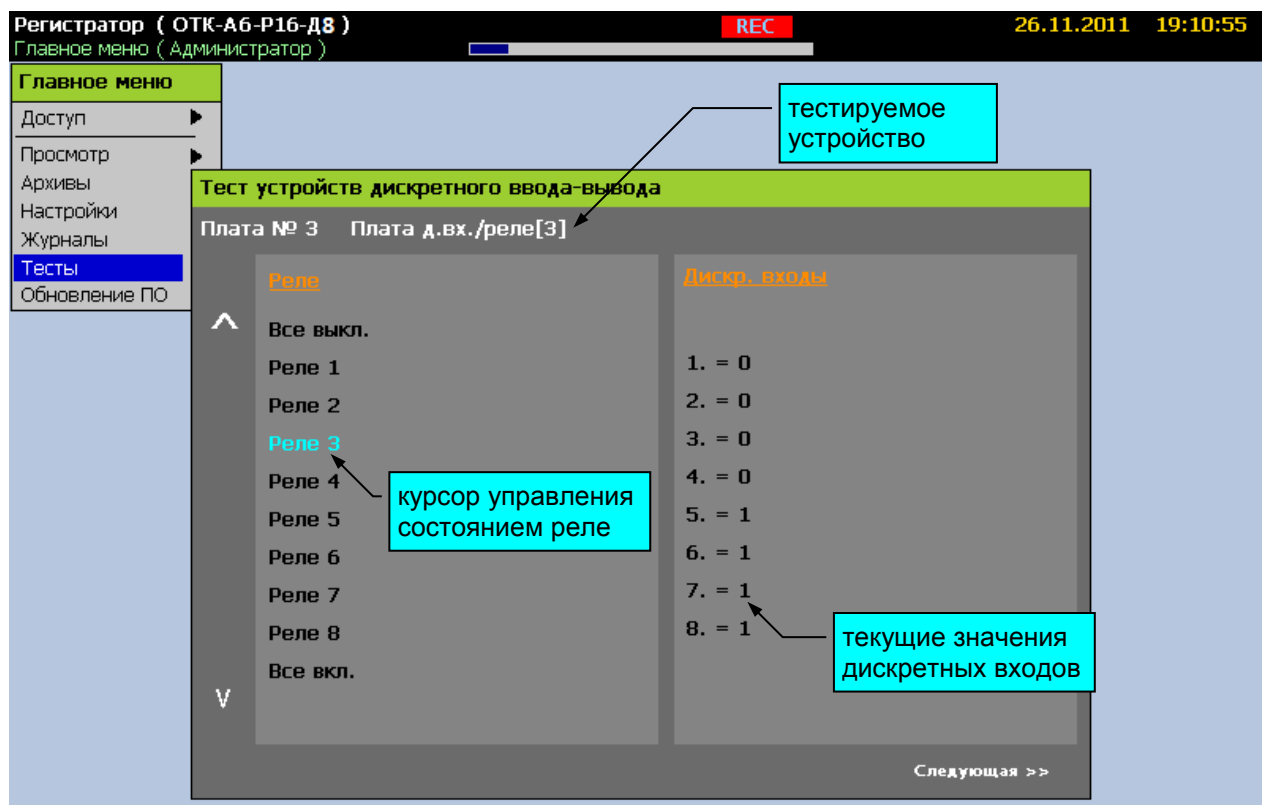 Регистратор ( ОТК-А6-Р16-Д8 )
REC
26.11.2011 19:10:55
Главное меню ( Администратор )
Главное меню
Доступ
Просмотр
Архивы
Настройки
Журналы
Тесты
Обновление ПО
тестируемое
устройство
Тест устройств дискретного ввода-вывода
Плата № 3 Плата д.вх./реле[3]
Реле
Все выкл.
Реле 1
Реле 2
Реле 3
Реле 4
Реле 5
Реле 6
Реле 7
Реле 8
Все вкл.
курсор управления
состоянием реле
Дискр. входы
1. = 0
2. = 0
3. = 0
4. = 0
5. = 1
6. = 1
7. = 1
8. = 1
текущие значения
дискретных входов
Следующая >>